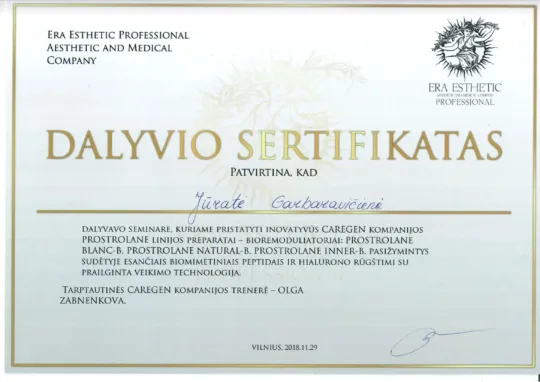 ERA ESTHETIC PROFESSIONAL
AESTHETIC AND MEDICAL
COMPANY
ERA ESTHETIC
PROFESSIONAL
DALYVIO SERTIFIKATAS
PATVIRTINA, KAD
Jūratė Garbaravičienė
DALYVAVO SEMINARE, KURIAME PRISTATYTI INOVATYVŪS CAREGEN KOMPANIJOS
PROSTROLANE LINIJOS PREPARATAI – BIOREMODULIATORIAI: PROSTROLANE
BLANC-B, PROSTROLANE NATURAL-B, PROSTROLANE INNER-B, PASIŽYMINTYS
SUDĖTYJE ESANČIAIS BIOMIMETINIAIS PEPTIDAIS IR HIALURONO RŪGŠTIMI SU
PRAILGINTA VEIKIMO TECHNOLOGIJA.
TARPTAUTINĖS CAREGEN KOMPANIJOS TRENERĖ – OLGA
ZABNENKOVA.
VILNIUS, 2018.11.29